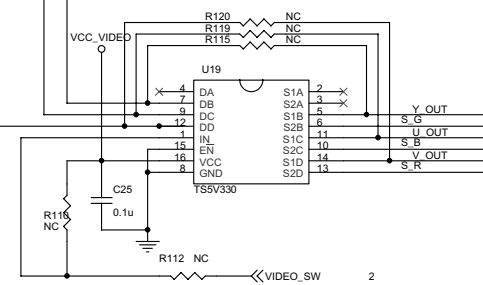 R120 NC
R119 NC
R115 NC
VCC_VIDEO
U19
4 DA S1A 2
7 DB S2A 3
9 DC S1B 5 Y_OUT
12 DD S2B 6 S_G
1 IN S1C 11 U_OUT
15 EN S2C 10 S_B
16 VCC S1D 14 V_OUT
8 GND S2D 13 S_R
TS5V330
C25
0.1u
R110
NC
R112 NC
VIDEO_SW 2